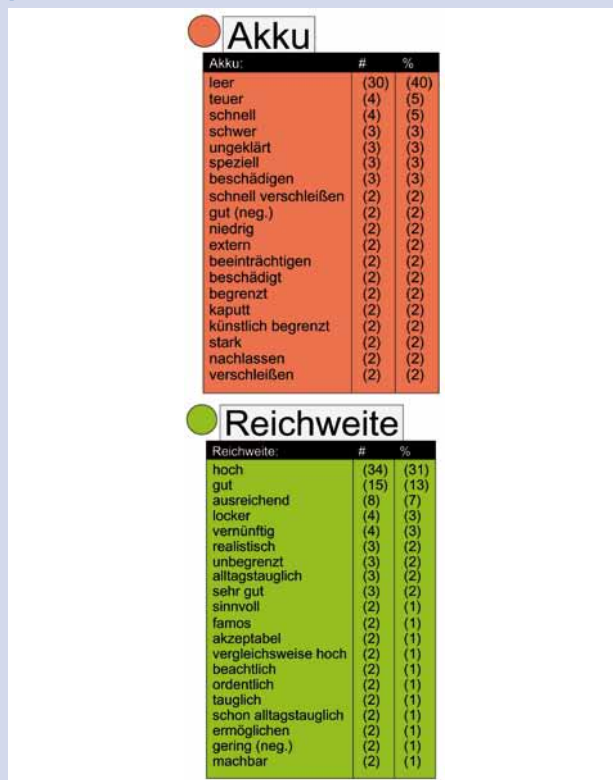 Akku
Akku: # %
leer (30) (40)
teuer (4) (5)
schnell (4) (5)
schwer (3) (3)
ungeklärt (3) (3)
speziell (3) (3)
beschädigen (3) (3)
schnell verschleißen (2) (2)
gut (neg.) (2) (2)
niedrig (2) (2)
extern (2) (2)
beeinträchtigen (2) (2)
beschädigt (2) (2)
begrenzt (2) (2)
kaputt (2) (2)
künstlich begrenzt (2) (2)
stark (2) (2)
nachlassen (2) (2)
verschleißen (2) (2)
Reichweite
Reichweite: # %
hoch (34) (31)
gut (15) (13)
ausreichend (8) (7)
locker (4) (3)
vernünftig (4) (3)
realistisch (3) (2)
unbegrenzt (3) (2)
alltagstauglich (3) (2)
sehr gut (3) (2)
sinnvoll (2) (1)
famos (2) (1)
akzeptabel (2) (1)
vergleichsweise hoch (2) (1)
beachtlich (2) (1)
ordentlich (2) (1)
tauglich (2) (1)
schon alltagstauglich (2) (1)
ermöglichen (2) (1)
gering (neg.) (2) (1)
machbar (2) (1)